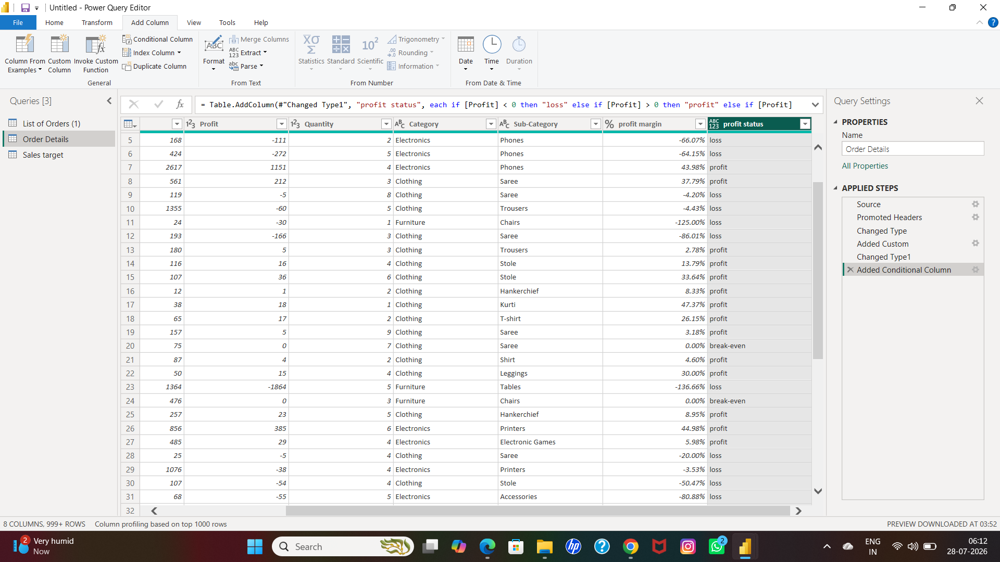 Untitled - Power Query Editor
File Home Transform Add Column View Tools Help
Column From Examples
Custom Column
Invoke Custom Function
Conditional Column
Index Column
Duplicate Column
General
Format
Merge Columns
Extract
Parse
From Text
Statistics
Standard
Scientific
Trigonometry
Rounding
Information
From Number
Date
Time
Duration
From Date & Time
Queries [3]
List of Orders (1)
Order Details
Sales target
= Table.AddColumn(#"Changed Type1", "profit status", each if [Profit] < 0 then "loss" else if [Profit] > 0 then "profit" else if [Profit]
Profit Quantity Category Sub-Category profit margin profit status
5 168 -111 2 Electronics Phones -66.07% loss
6 424 -272 5 Electronics Phones -64.15% loss
7 2617 1151 4 Electronics Phones 43.98% profit
8 561 212 3 Clothing Saree 37.79% profit
9 119 -5 8 Clothing Saree -4.20% loss
10 1355 -60 5 Clothing Trousers -4.43% loss
11 24 -30 1 Furniture Chairs -125.00% loss
12 193 -166 3 Clothing Saree -86.01% loss
13 180 5 3 Clothing Trousers 2.78% profit
14 116 16 4 Clothing Stole 13.79% profit
15 107 36 6 Clothing Stole 33.64% profit
16 12 1 2 Clothing Hankerchief 8.33% profit
17 38 18 1 Clothing Kurti 47.37% profit
18 65 17 2 Clothing T-shirt 26.15% profit
19 157 5 9 Clothing Saree 3.18% profit
20 75 0 7 Clothing Saree 0.00% break-even
21 87 4 2 Clothing Shirt 4.60% profit
22 50 15 4 Clothing Leggings 30.00% profit
23 1364 -1864 5 Furniture Tables -136.66% loss
24 476 0 3 Furniture Chairs 0.00% break-even
25 257 23 5 Clothing Hankerchief 8.95% profit
26 856 385 6 Electronics Printers 44.98% profit
27 485 29 4 Electronics Electronic Games 5.98% profit
28 25 -5 4 Clothing Saree -20.00% loss
29 1076 -38 4 Electronics Printers -3.53% loss
30 107 -54 4 Clothing Stole -50.47% loss
31 68 -55 5 Electronics Accessories -80.88% loss
32
Query Settings
PROPERTIES
Name
Order Details
All Properties
APPLIED STEPS
Source
Promoted Headers
Changed Type
Added Custom
Changed Type1
Added Conditional Column
8 COLUMNS, 999+ ROWS Column profiling based on top 1000 rows
PREVIEW DOWNLOADED AT 03:52
2 Very humid
Now
Search
2
ENG
IN
06:12
28-07-2026